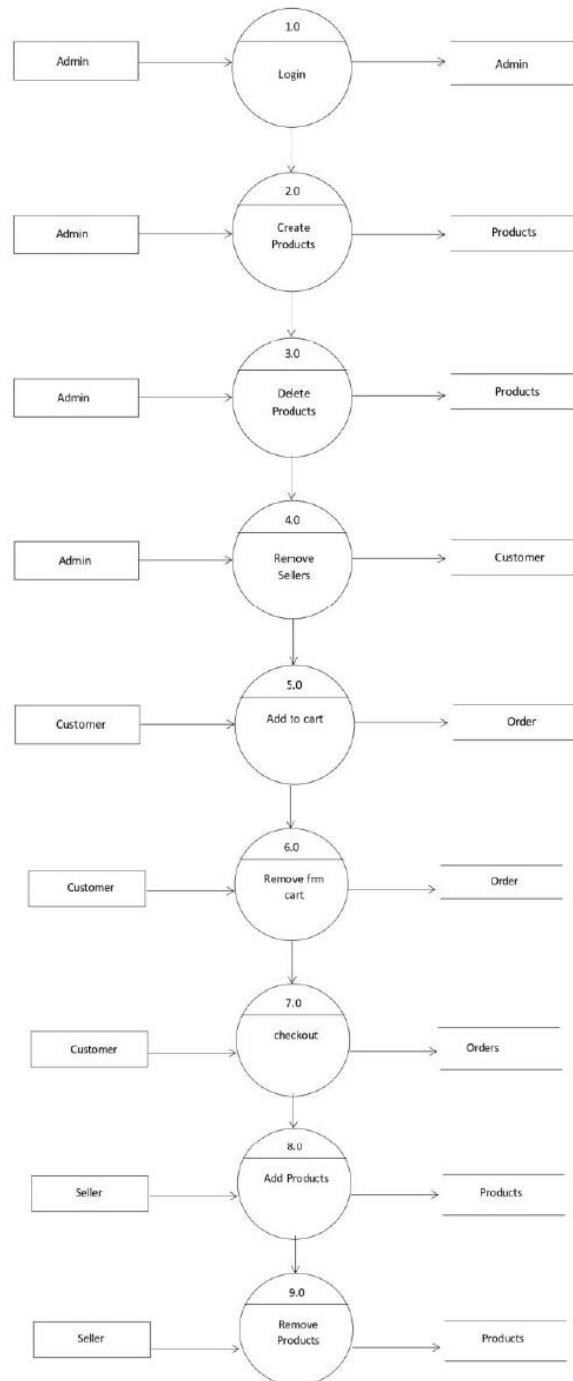 1.0
Admin
Login
Admin
2.0
Admin
Create
Products
Products
3.0
Admin
Delete
Products
Products
4.0
Admin
Remove
Sellers
Customer
5.0
Customer
Add to cart
Order
6.0
Customer
Remove frm
cart
Order
7.0
Customer
checkout
Orders
8.0
Seller
Add Products
Products
9.0
Seller
Remove
Products
Products